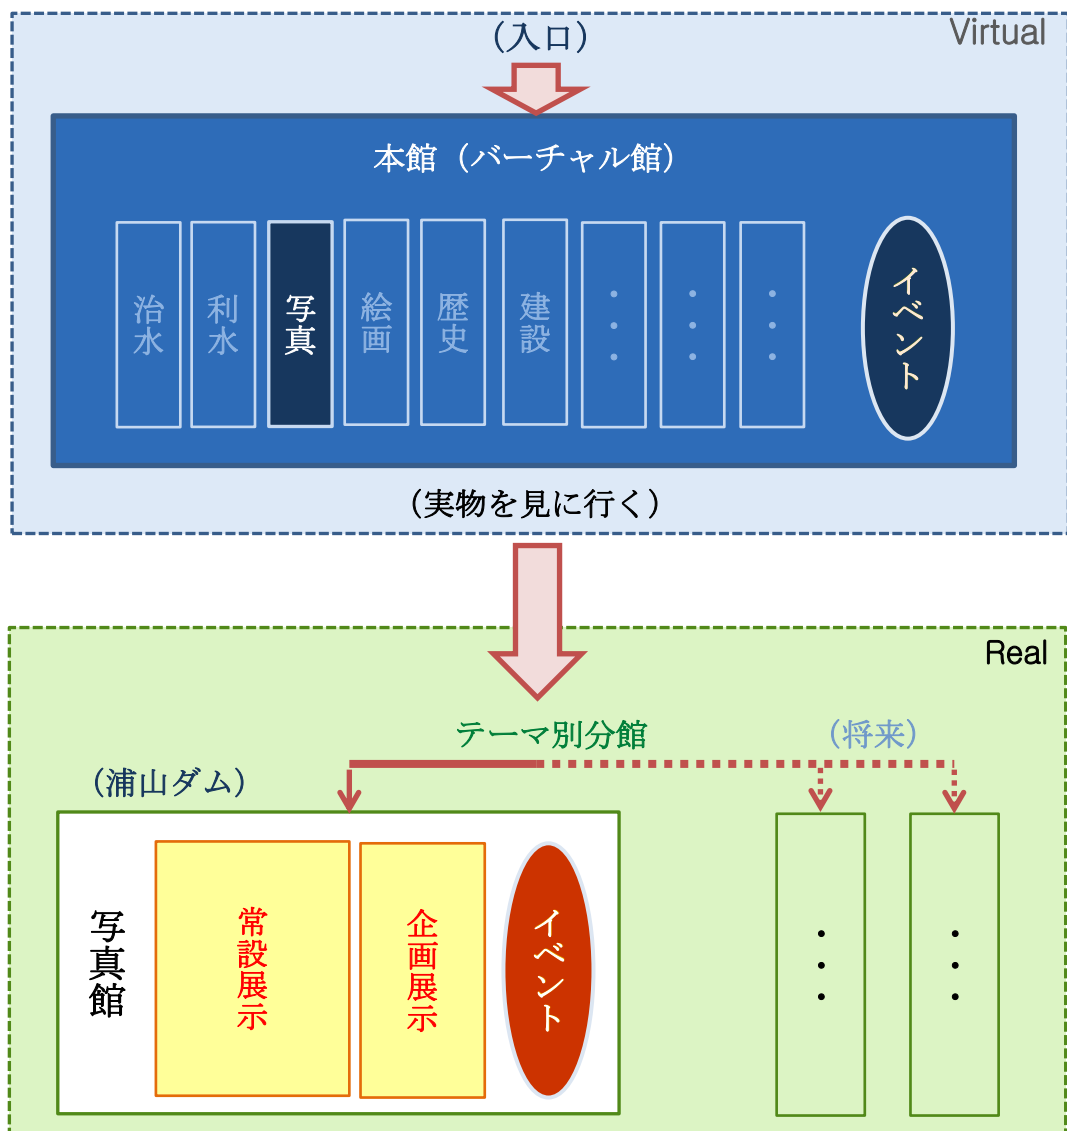 (入口)
Virtual
本館（バーチャル館）
治水
利水
写真
絵画
歴史
建設
・・・
・・・
・・・
イベント
（実物を見に行く）
Real
テーマ別分館
（将来）
（浦山ダム）
写真館
常設展示
企画展示
イベント
・・・
・・・